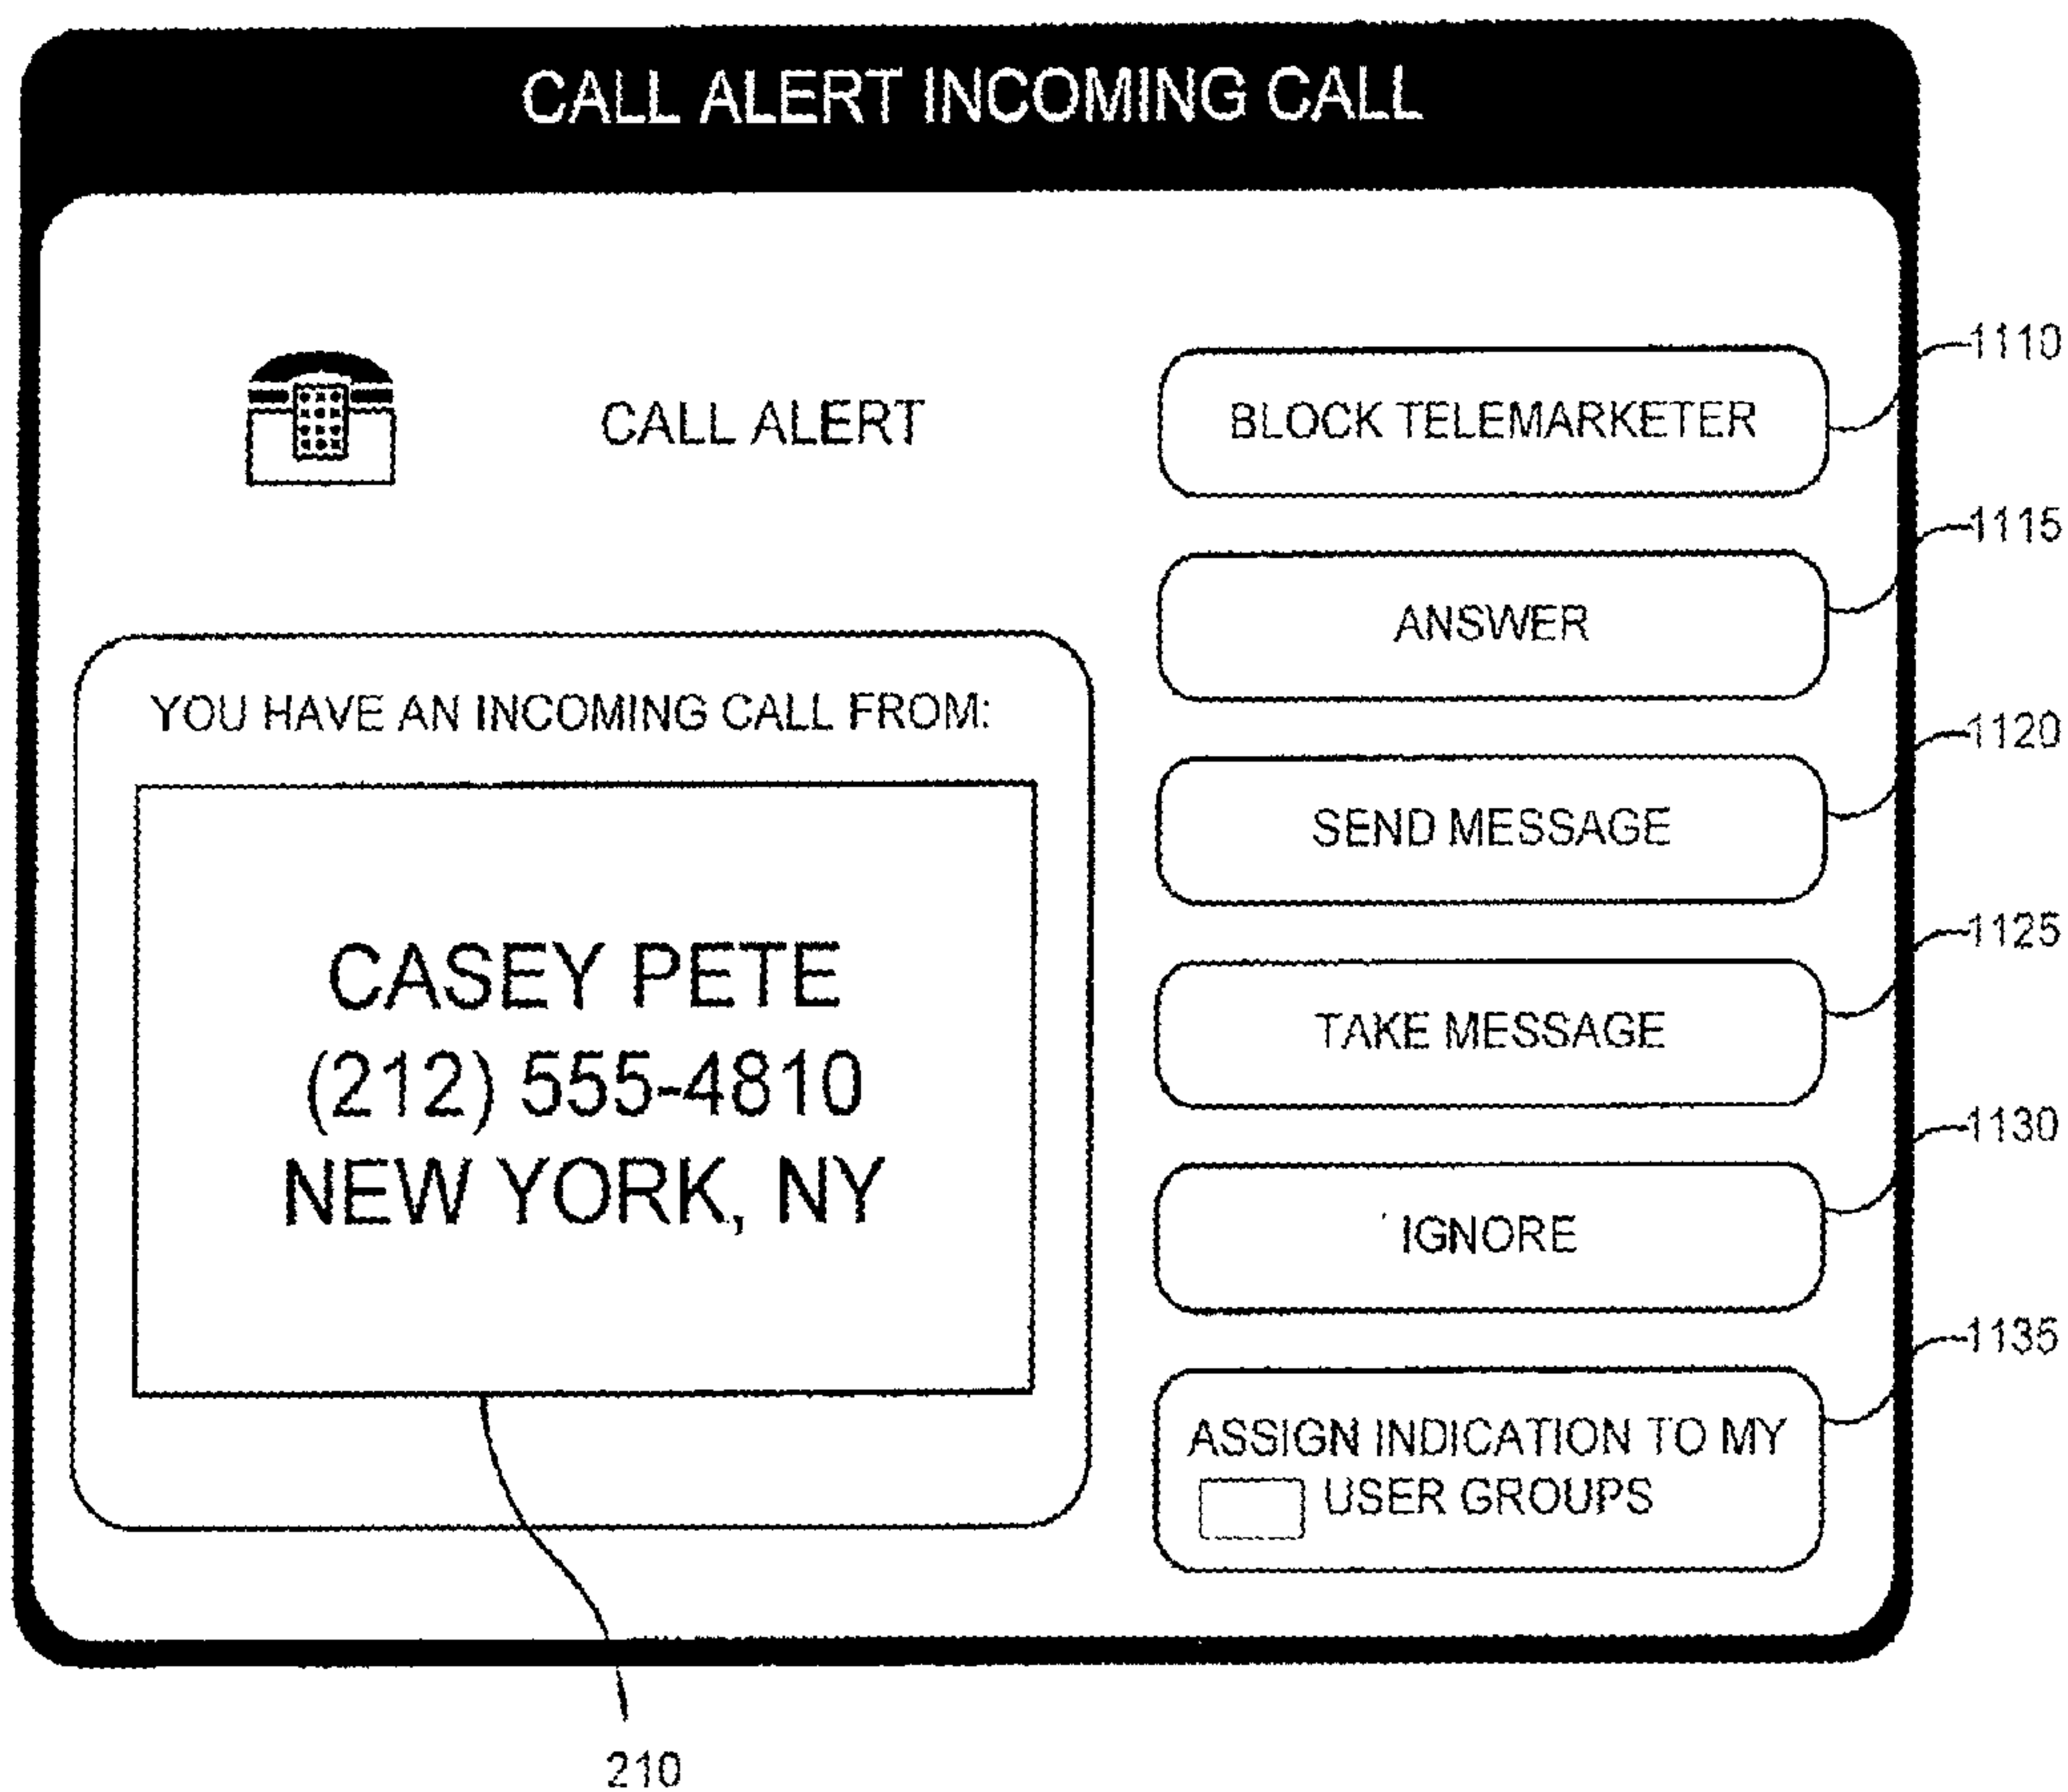 CALL ALERT INCOMING CALL
CALL ALERT
YOU HAVE AN INCOMING CALL FROM:
CASEY PETE
(212) 555-4810
NEW YORK, NY
210
BLOCK TELEMARKETER
1110
ANSWER
1115
SEND MESSAGE
1120
TAKE MESSAGE
1125
IGNORE
1130
ASSIGN INDICATION TO MY
USER GROUPS
1135